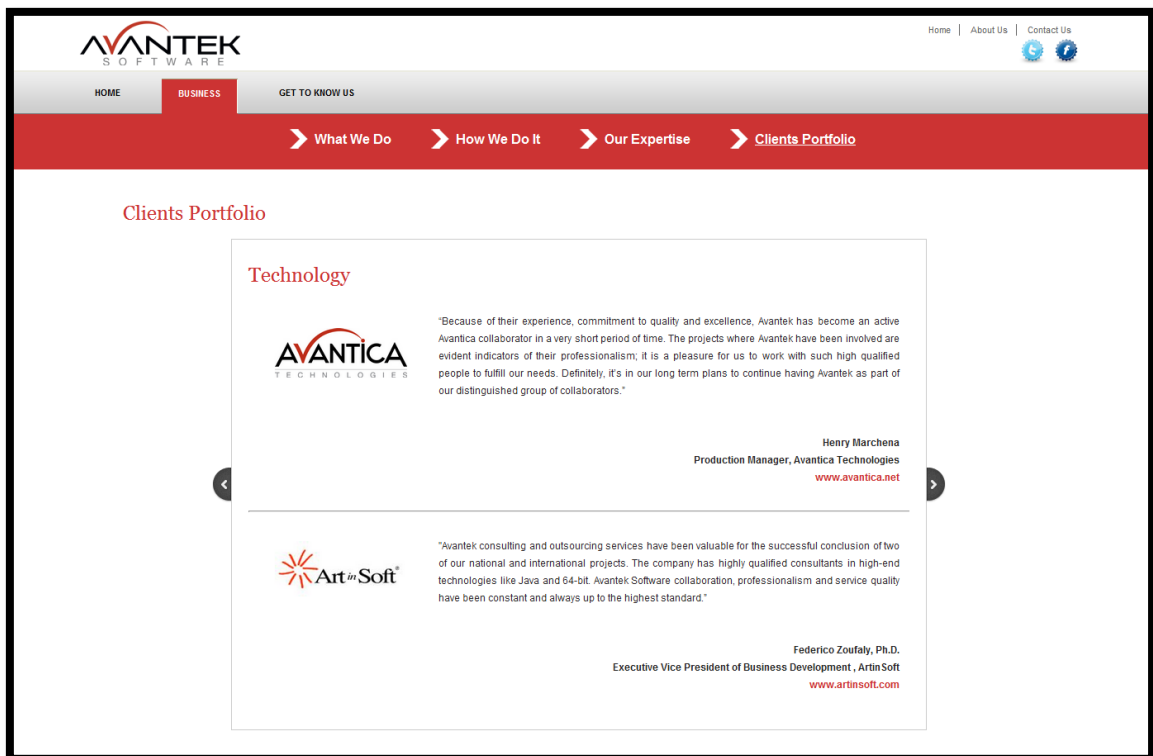 AVANTEK
SOFTWARE
Home | About Us | Contact Us
HOME BUSINESS GET TO KNOW US
What We Do How We Do It Our Expertise Clients Portfolio
Clients Portfolio
Technology
AVANTICA
TECHNOLOGIES
“Because of their experience, commitment to quality and excellence, Avantek has become an active
Avantica collaborator in a very short period of time. The projects where Avantek have been involved are
evident indicators of their professionalism; it is a pleasure for us to work with such high qualified
people to fulfill our needs. Definitely, it's in our long term plans to continue having Avantek as part of
our distinguished group of collaborators.”
Henry Marchena
Production Manager, Avantica Technologies
www.avantica.net
Art in Soft®
"Avantek consulting and outsourcing services have been valuable for the successful conclusion of two
of our national and international projects. The company has highly qualified consultants in high-end
technologies like Java and 64-bit. Avantek Software collaboration, professionalism and service quality
have been constant and always up to the highest standard.”
Federico Zoufaly, Ph.D.
Executive Vice President of Business Development , ArtinSoft
www.artinsoft.com